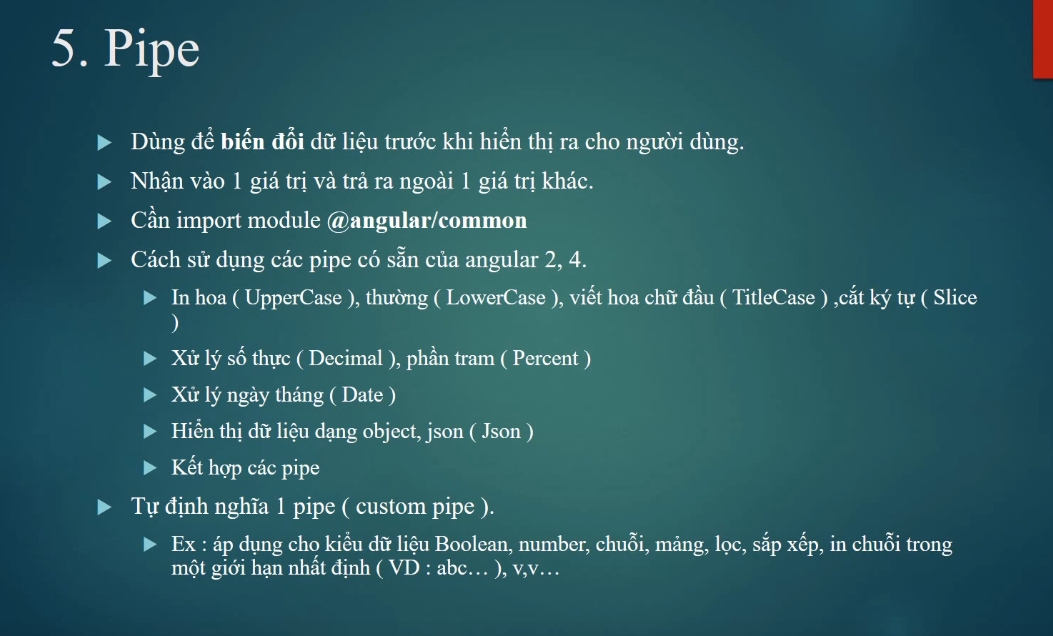 5. Pipe
Dùng để biến đổi dữ liệu trước khi hiển thị ra cho người dùng.
Nhận vào 1 giá trị và trả ra ngoài 1 giá trị khác.
Cần import module @angular/common
Cách sử dụng các pipe có sẵn của angular 2, 4.
In hoa ( UpperCase ), thường ( LowerCase ), viết hoa chữ đầu ( TitleCase ) ,cắt ký tự ( Slice
)
Xử lý số thực ( Decimal ), phần tram ( Percent )
Xử lý ngày tháng ( Date )
Hiển thị dữ liệu dạng object, json ( Json )
Kết hợp các pipe
Tự định nghĩa 1 pipe ( custom pipe ).
Ex : áp dụng cho kiểu dữ liệu Boolean, number, chuỗi, mảng, lọc, sắp xếp, in chuỗi trong
một giới hạn nhất định ( VD : abc… ), v,v…